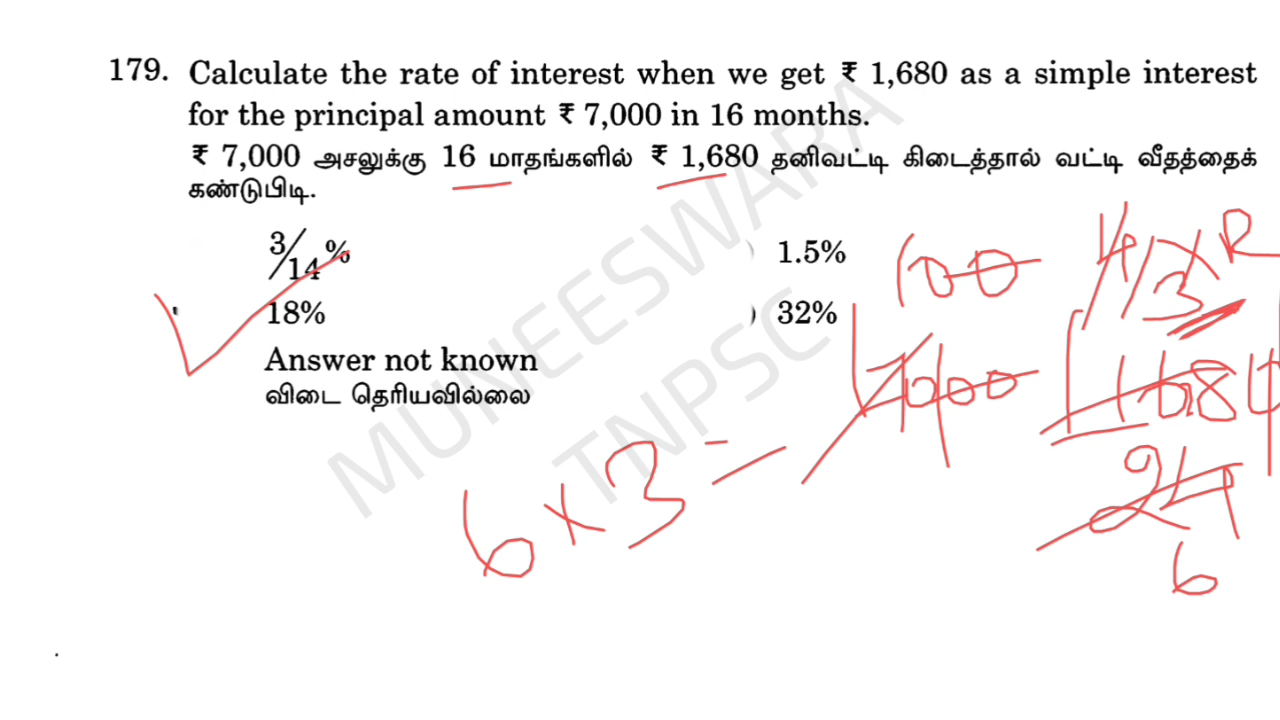 179. Calculate the rate of interest when we get ₹ 1,680 as a simple interest
for the principal amount ₹ 7,000 in 16 months.
₹ 7,000 அசலுக்கு 16 மாதங்களில் ₹ 1,680 தனிவட்டி கிடைத்தால் வட்டி வீதத்தைக்
கண்டுபிடி.
3/14% 1.5%
18% ) 32%
Answer not known
விடை தெரியவில்லை
MUNEESWARA
TNPSC
100 4/3 x R
7000 1680
24
6
6 x 3 =